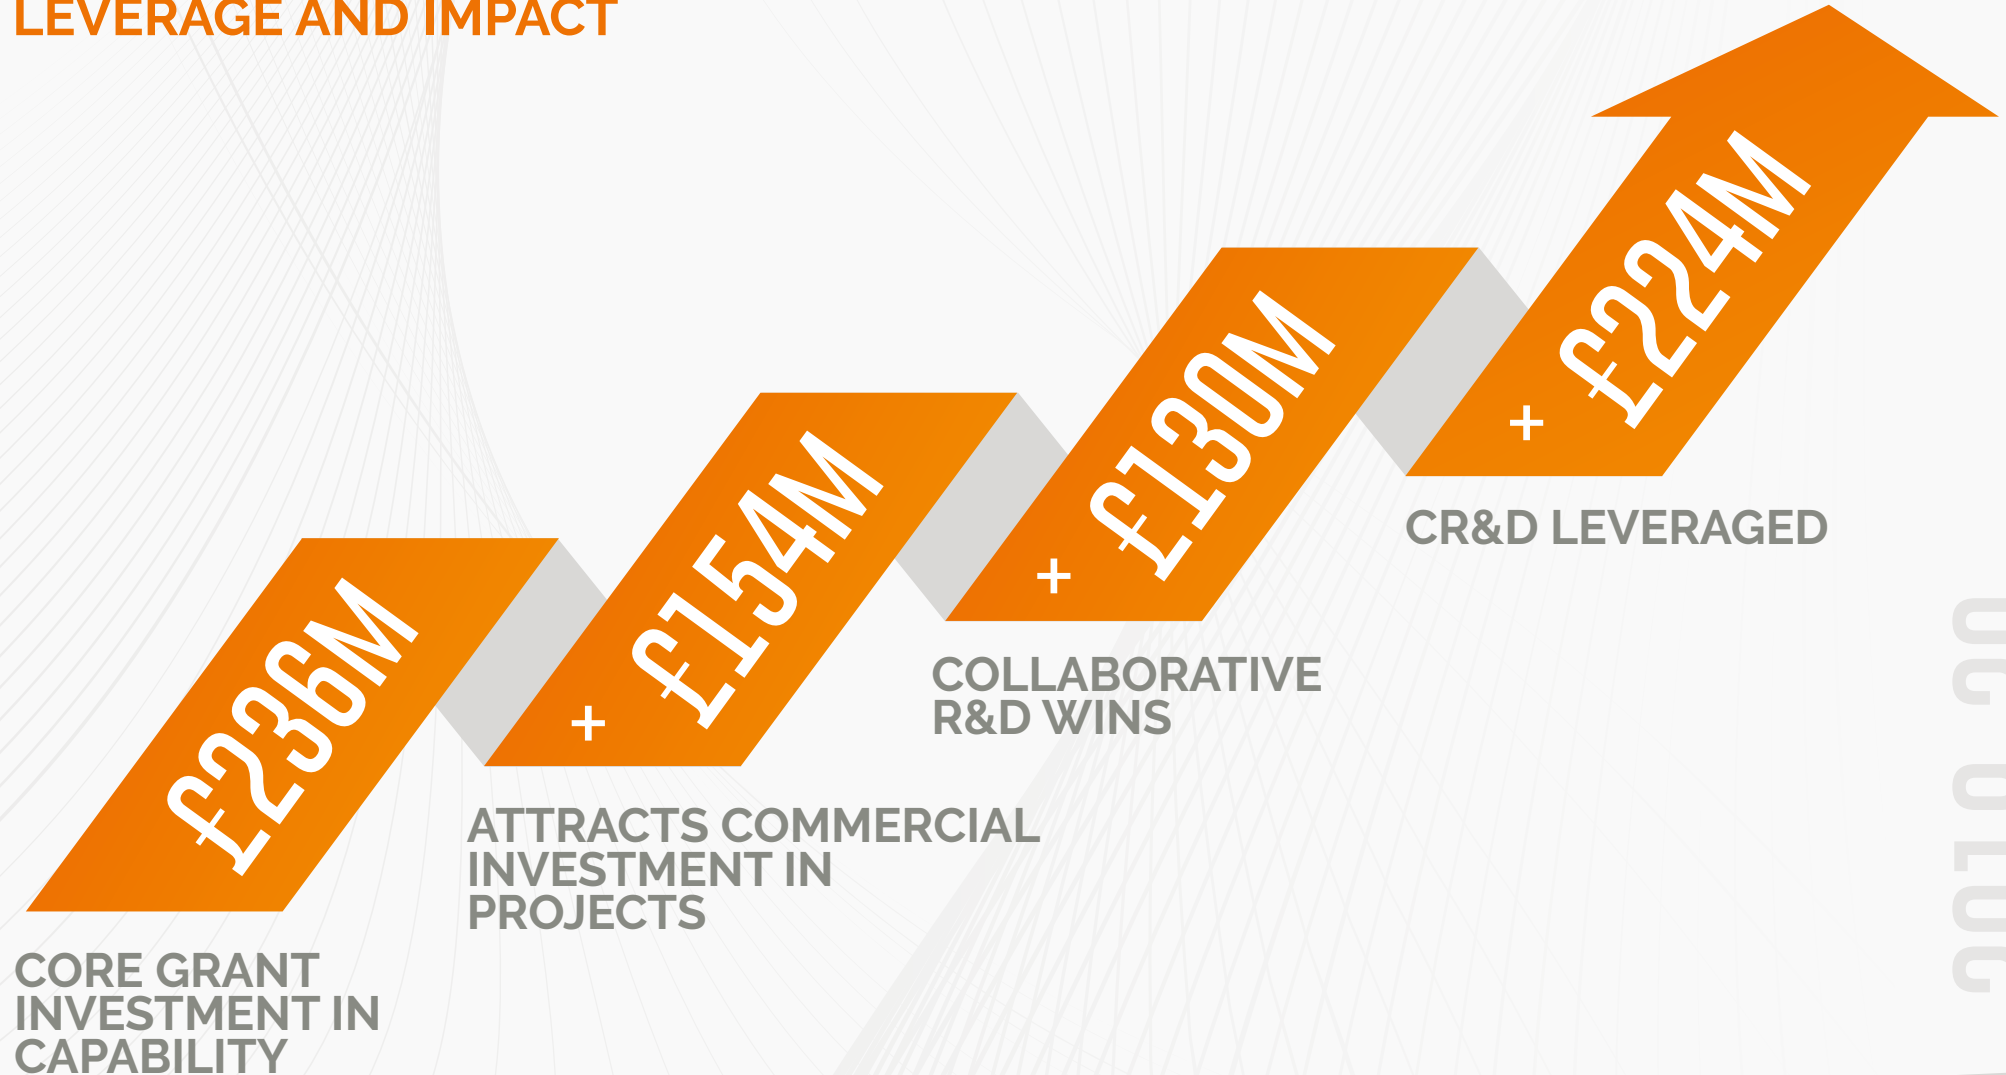 LEVERAGE AND IMPACT
£236M
CORE GRANT
INVESTMENT IN
CAPABILITY
+ £154M
ATTRACTS COMMERCIAL
INVESTMENT IN
PROJECTS
+ £130M
COLLABORATIVE
R&D WINS
+ £224M
CR&D LEVERAGED